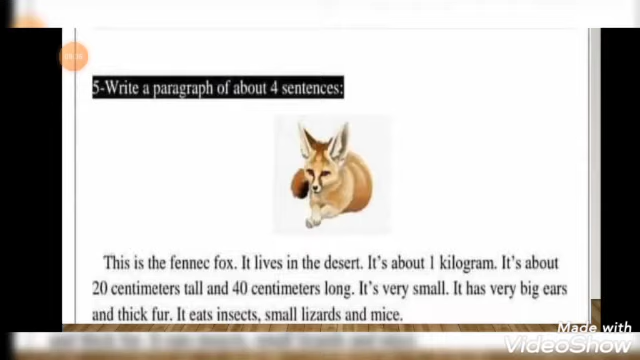 5-Write a paragraph of about 4 sentences:
This is the fennec fox. It lives in the desert. It's about 1 kilogram. It's about
20 centimeters tall and 40 centimeters long. It's very small. It has very big ears
and thick fur. It eats insects, small lizards and mice.
Made with
VideoShow